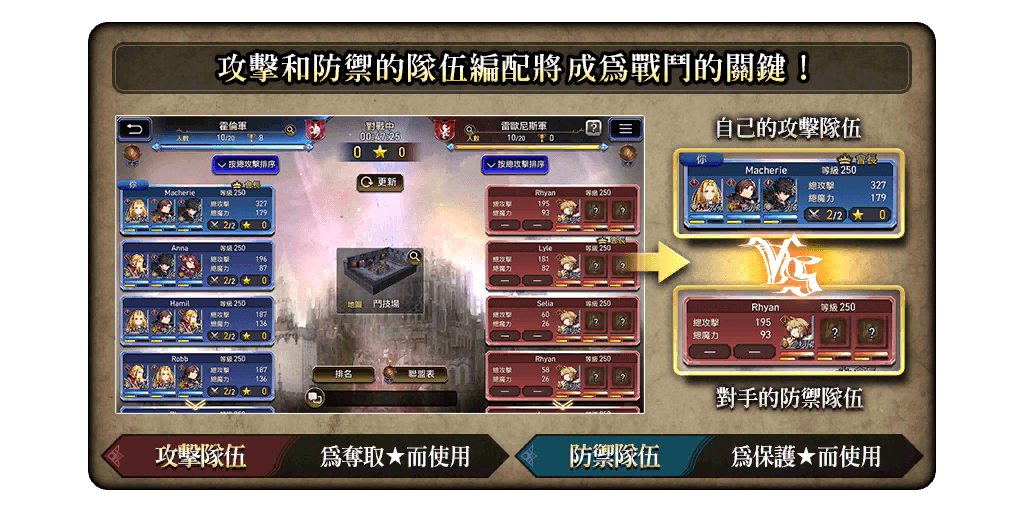 攻擊和防禦的隊伍編配將成為戰鬥的關鍵！
霍倫軍
人數 10/20 8
對戰中
00:47:25
0 ★ 0
雷歐尼斯軍
人數 10/20 0
?
按總攻擊排序
更新
按總攻擊排序
你
會長
Macherie 等級 250
總攻擊 327
總魔力 179
2/2 ★ 0
Anna 等級 250
總攻擊 196
總魔力 87
2/2 ★ 0
Hamil 等級 250
總攻擊 187
總魔力 136
2/2 ★ 0
Robb 等級 250
總攻擊 187
總魔力 136
2/2 ★ 0
地圖 鬥技場
排名
聯盟表
Rhyan 等級 250
總攻擊 195
總魔力 93
? ?
會長
Lyle 等級 250
總攻擊 181
總魔力 82
? ?
Selia 等級 250
總攻擊 60
總魔力 26
? ?
Rhyan 等級 250
總攻擊 58
總魔力 26
? ?
自己的攻擊隊伍
你
會長
Macherie 等級 250
總攻擊 327
總魔力 179
2/2 ★ 0
VS
Rhyan 等級 250
總攻擊 195
總魔力 93
? ?
對手的防禦隊伍
攻擊隊伍 為奪取★而使用
防禦隊伍 為保護★而使用